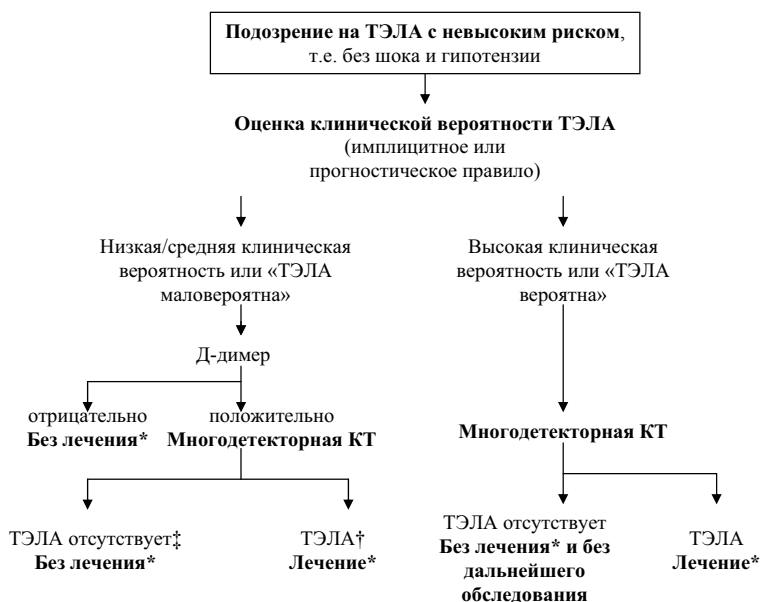 Подозрение на ТЭЛА с невысоким риском,
т.е. без шока и гипотензии
Оценка клинической вероятности ТЭЛА
(имплицитное или
прогностическое правило)
Низкая/средняя клиническая
вероятность или «ТЭЛА
маловероятна»
Высокая клиническая
вероятность или «ТЭЛА
вероятна»
Д-димер
отрицательно
Без лечения*
положительно
Многодетекторная КТ
Многодетекторная КТ
ТЭЛА отсутствует‡
Без лечения*
ТЭЛА†
Лечение*
ТЭЛА отсутствует
Без лечения* и без
дальнейшего
обследования
ТЭЛА
Лечение*